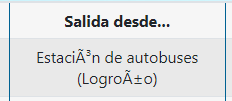 Salida desde...
EstaciÃ³n de autobuses
(LogroÃ±o)